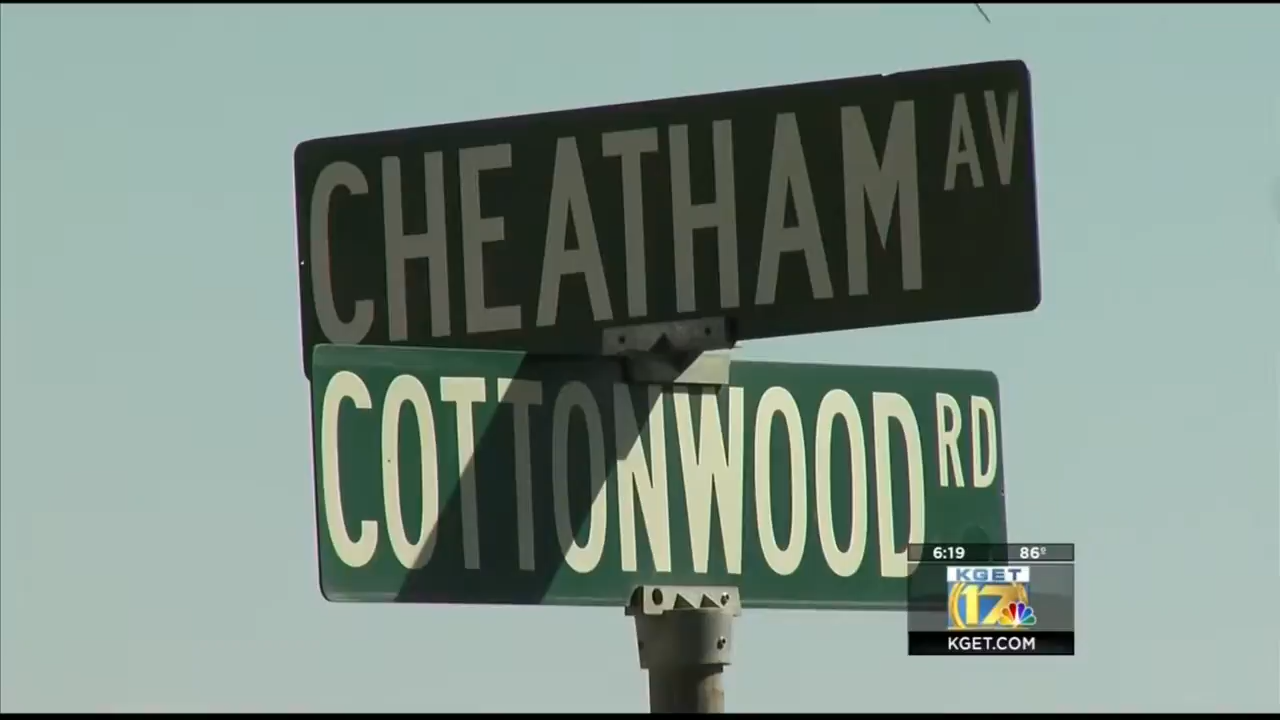 CHEATHAM AV
COTTONWOOD RD
6:19 86°
KGET
17
KGET.COM